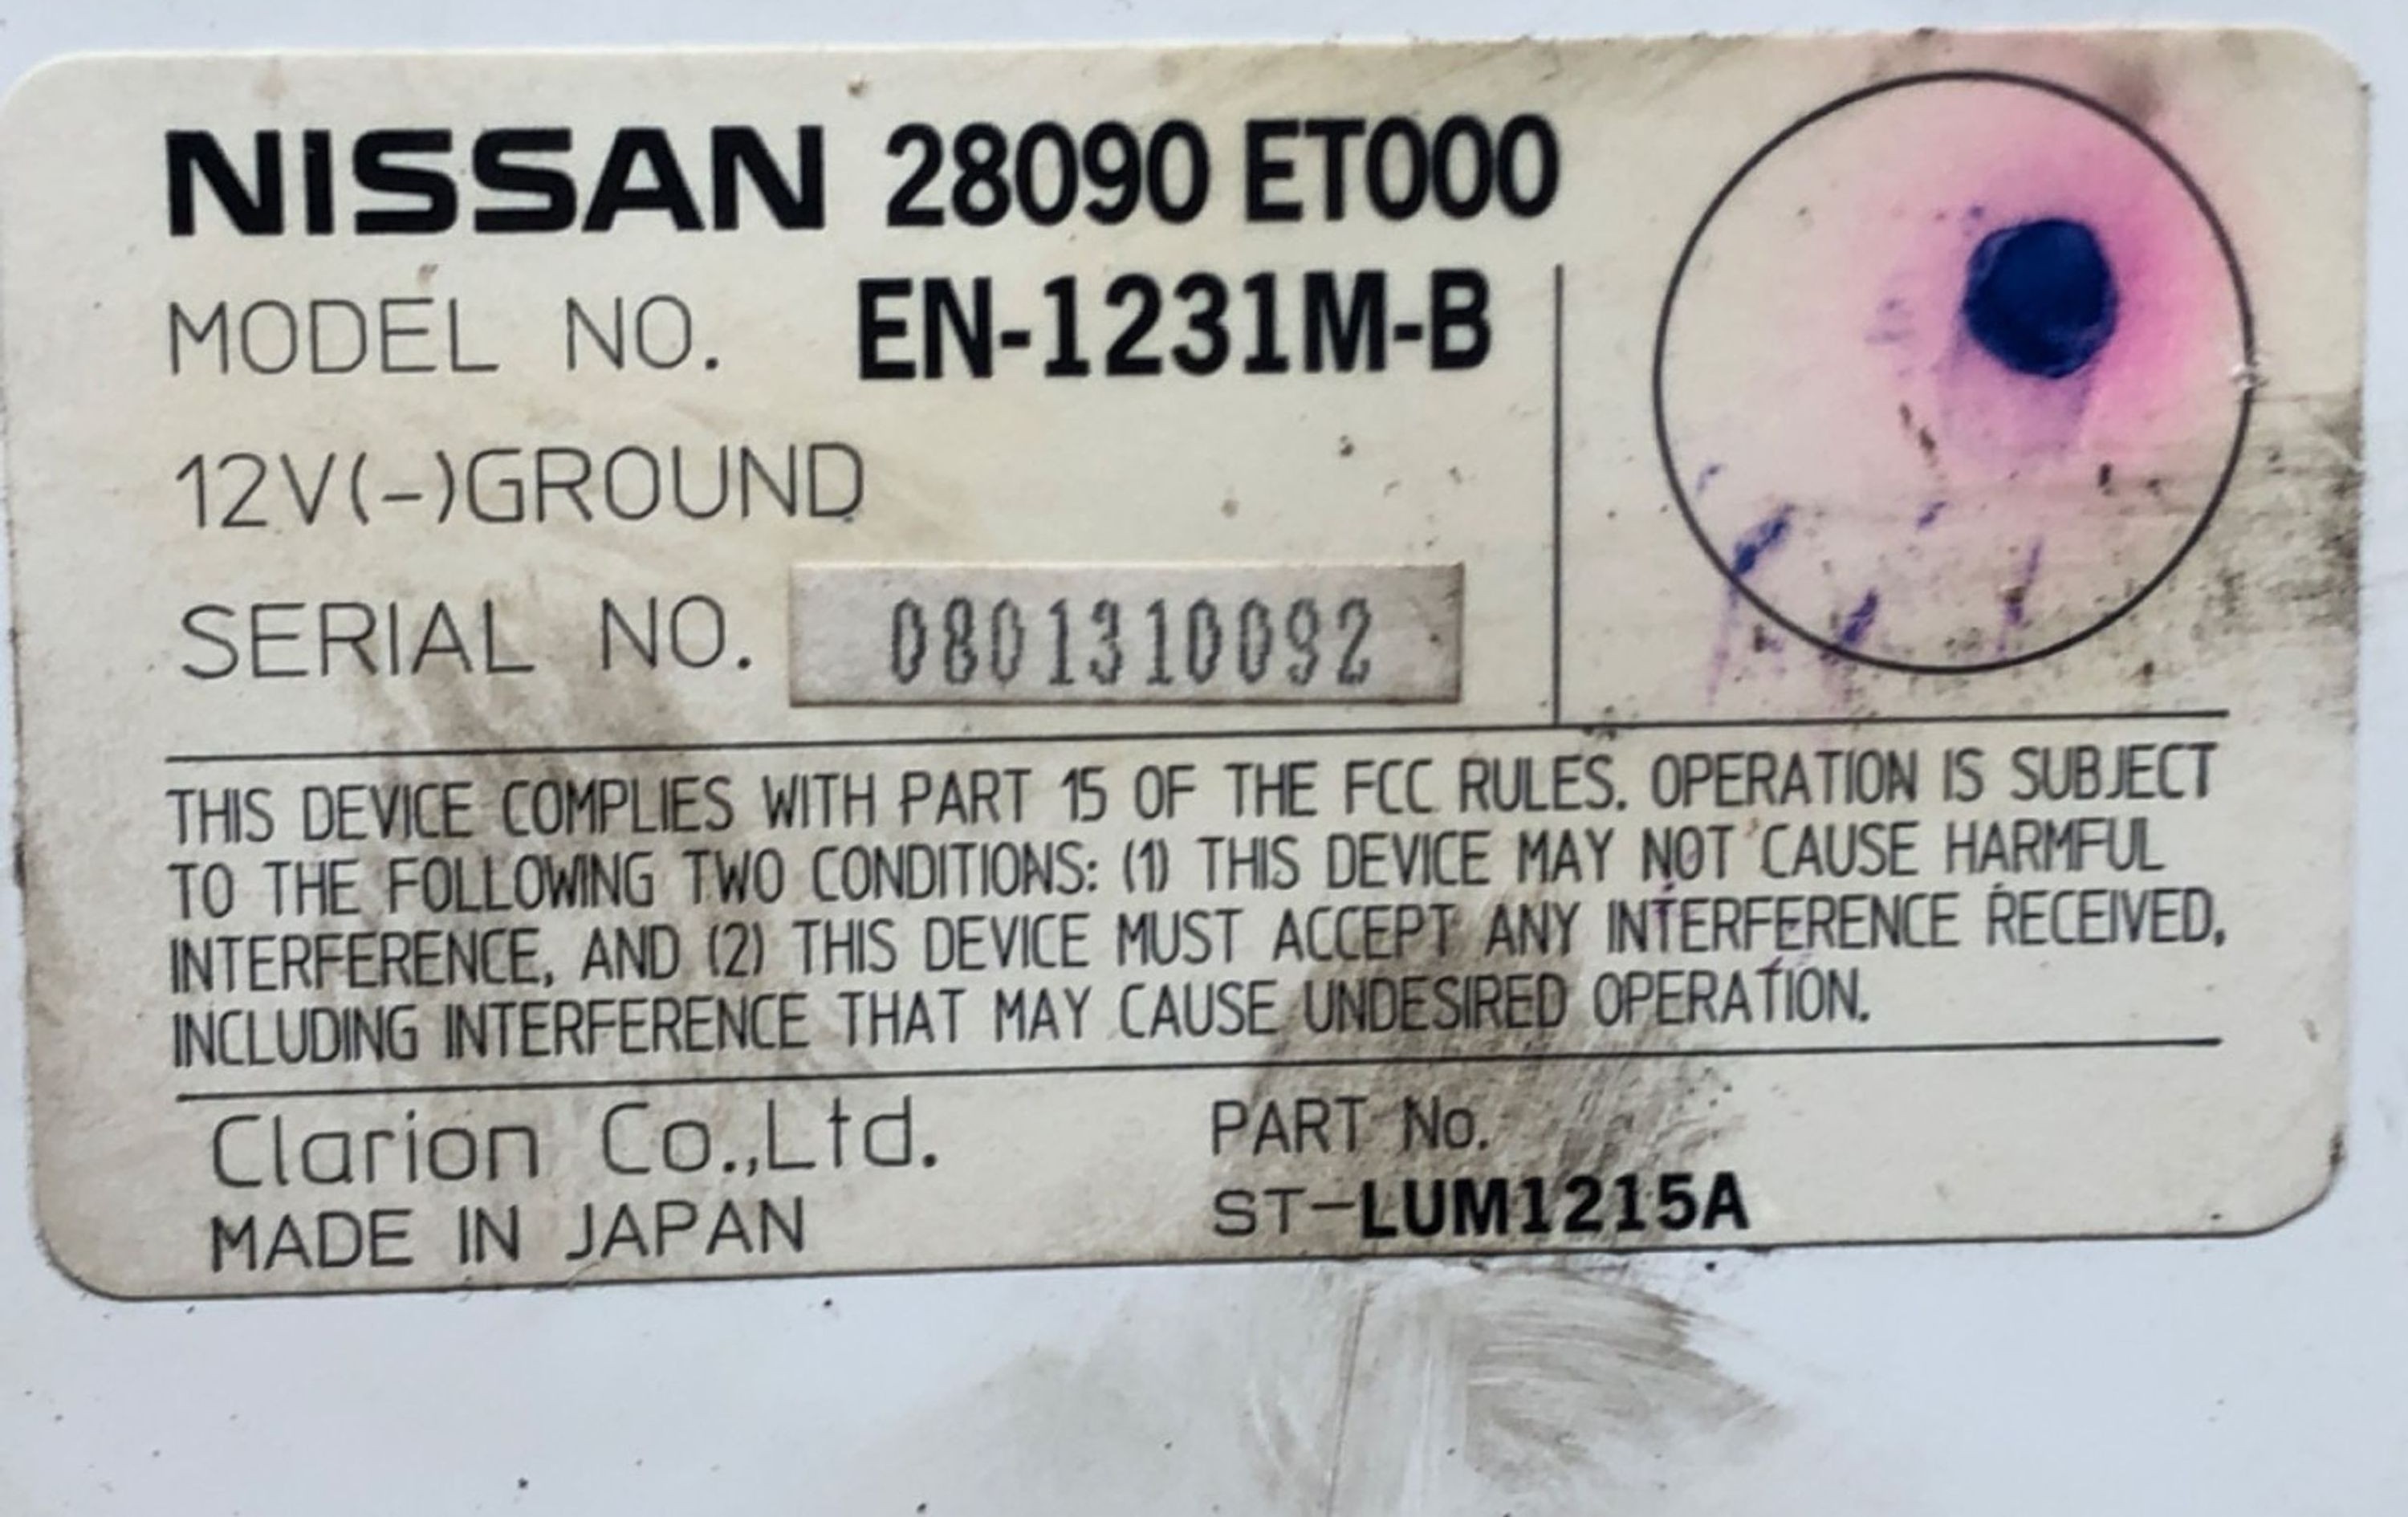 NISSAN 28090 ET000
MODEL NO. EN-1231M-B
12V(-)GROUND
SERIAL NO. 0801310092
THIS DEVICE COMPLIES WITH PART 15 OF THE FCC RULES. OPERATION IS SUBJECT
TO THE FOLLOWING TWO CONDITIONS: (1) THIS DEVICE MAY NOT CAUSE HARMFUL
INTERFERENCE, AND (2) THIS DEVICE MUST ACCEPT ANY INTERFERENCE RECEIVED,
INCLUDING INTERFERENCE THAT MAY CAUSE UNDESIRED OPERATION.
Clarion Co.,Ltd.
MADE IN JAPAN
PART No.
ST-LUM1215A